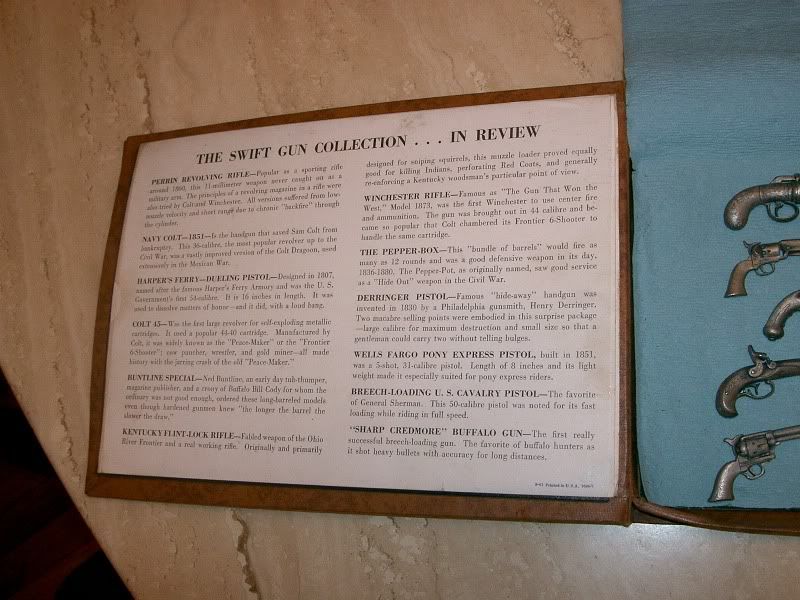 THE SWIFT GUN COLLECTION . . . IN REVIEW
PERRIN REVOLVING RIFLE—Popular as a sporting rifle
around 1860, this 11-millimeter weapon never caught on as a
military arm. The principles of a revolving magazine in a rifle were
also tried by Colt and Winchester. All versions suffered from low
muzzle velocity and short range due to chronic "backfire" through
the cylinder.
NAVY COLT—1851—Is the handgun that saved Sam Colt from
bankruptcy. This 36-calibre, the most popular revolver up to the
Civil War, was a vastly improved version of the Colt Dragoon, used
extensively in the Mexican War.
HARPER'S FERRY—DUELING PISTOL—Designed in 1807,
named after the famous Harper's Ferry Armory and was the U. S.
Government's first 54-calibre. It is 16 inches in length. It was
used to dissolve matters of honor—and it did, with a loud bang.
COLT 45—Was the first large revolver for self-exploding metallic
cartridges. It used a popular 44-40 cartridge. Manufactured by
Colt, it was widely known as the "Peace-Maker" or the "Frontier
6-Shooter"; cow puncher, wrestler, and gold miner—all made
history with the jarring crash of the old "Peace-Maker."
BUNTLINE SPECIAL—Ned Buntline, an early day tub-thumper,
magazine publisher, and a crony of Buffalo Bill Cody for whom the
ordinary was not good enough, ordered these long-barreled models
even though hardened gunmen knew "the longer the barrel the
slower the draw."
KENTUCKY FLINT-LOCK RIFLE—Fabled weapon of the Ohio
River Frontier and a real working rifle. Originally and primarily
designed for sniping squirrels, this muzzle loader proved equally
good for killing Indians, perforating Red Coats, and generally
re-enforcing a Kentucky woodsman's particular point of view.
WINCHESTER RIFLE—Famous as "The Gun That Won the
West," Model 1873, was the first Winchester to use center fire
and ammunition. The gun was brought out in 44 calibre and be-
came so popular that Colt chambered its Frontier 6-Shooter to
handle the same cartridge.
THE PEPPER-BOX—This "bundle of barrels" would fire as
many as 12 rounds and was a good defensive weapon in its day,
1836-1880. The Pepper-Pot, as originally named, saw good service
as a "Hide Out" weapon in the Civil War.
DERRINGER PISTOL—Famous "hide-away" handgun was
invented in 1830 by a Philadelphia gunsmith, Henry Derringer.
Two macabre selling points were embodied in this surprise package
—large calibre for maximum destruction and small size so that a
gentleman could carry two without telling bulges.
WELLS FARGO PONY EXPRESS PISTOL, built in 1851,
was a 5-shot, 31-calibre pistol. Length of 8 inches and its light
weight made it especially suited for pony express riders.
BREECH-LOADING U. S. CAVALRY PISTOL—The favorite
of General Sherman. This 50-calibre pistol was noted for its fast
loading while riding in full speed.
"SHARP CREDMORE" BUFFALO GUN—The first really
successful breech-loading gun. The favorite of buffalo hunters as
it shot heavy bullets with accuracy for long distances.
Printed in U.S.A.